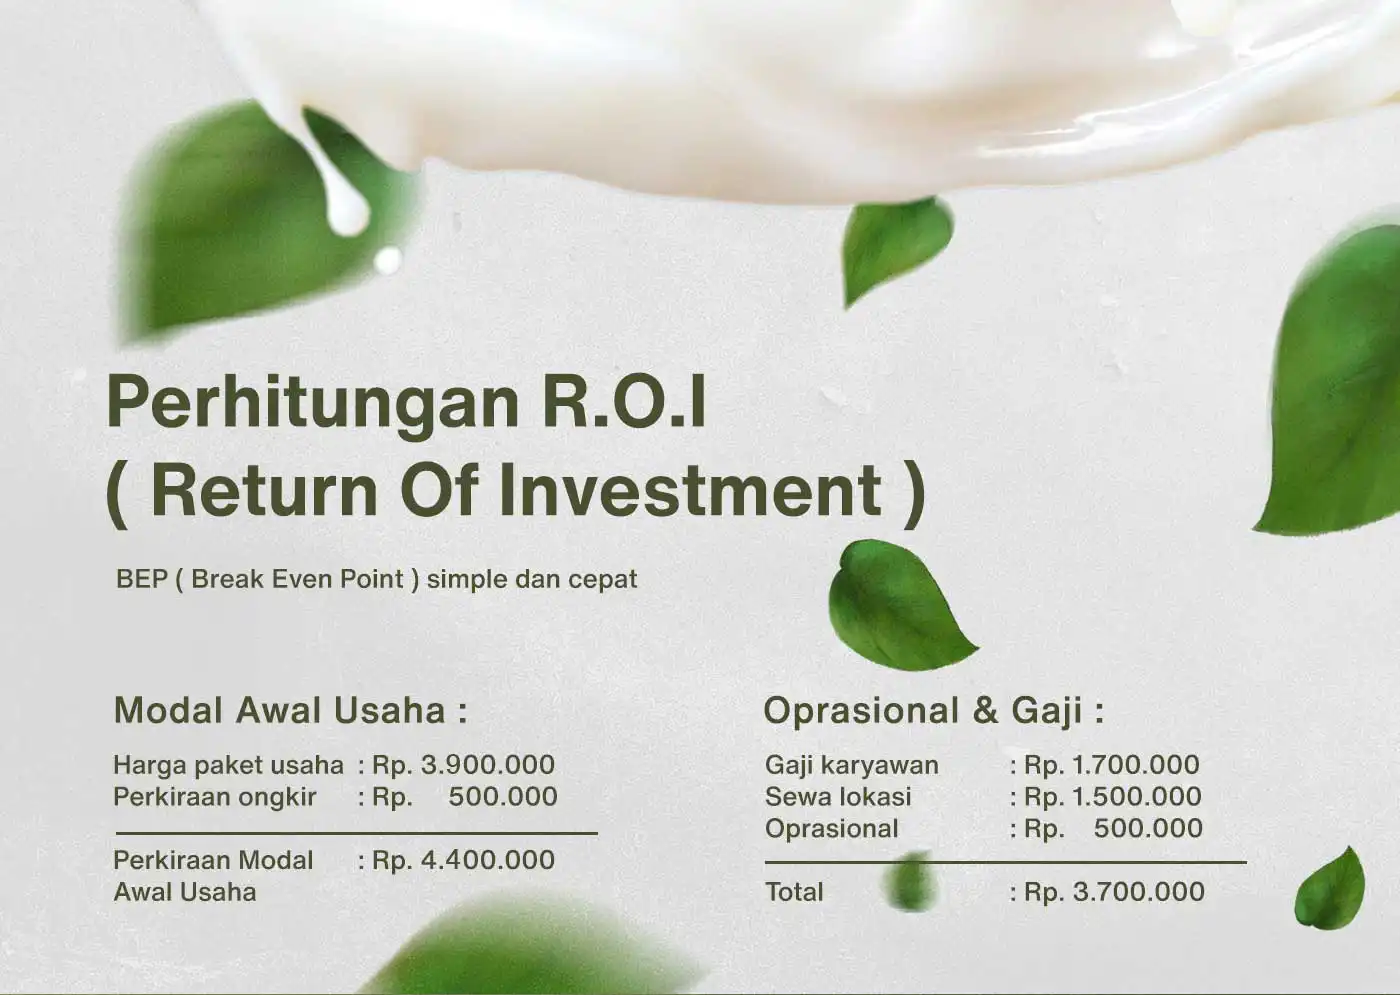 Perhitungan R.O.I
( Return Of Investment )
BEP ( Break Even Point ) simple dan cepat
Modal Awal Usaha :
Harga paket usaha : Rp. 3.900.000
Perkiraan ongkir : Rp. 500.000
Perkiraan Modal : Rp. 4.400.000
Awal Usaha
Oprasional & Gaji :
Gaji karyawan : Rp. 1.700.000
Sewa lokasi : Rp. 1.500.000
Oprasional : Rp. 500.000
Total : Rp. 3.700.000